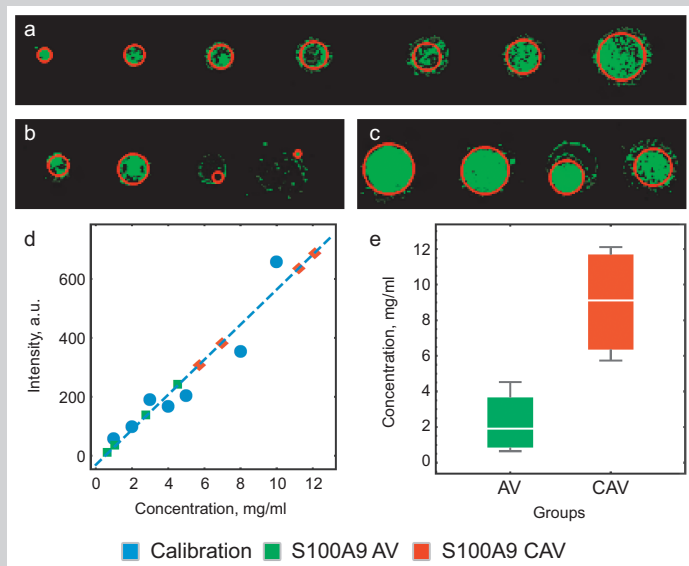 a
b
c
d
e
600
400
200
0
Intensity, a.u.
0 2 4 6 8 10 12
Concentration, mg/ml
12
10
8
6
4
2
0
Concentration, mg/ml
AV CAV
Groups
Calibration S100A9 AV S100A9 CAV